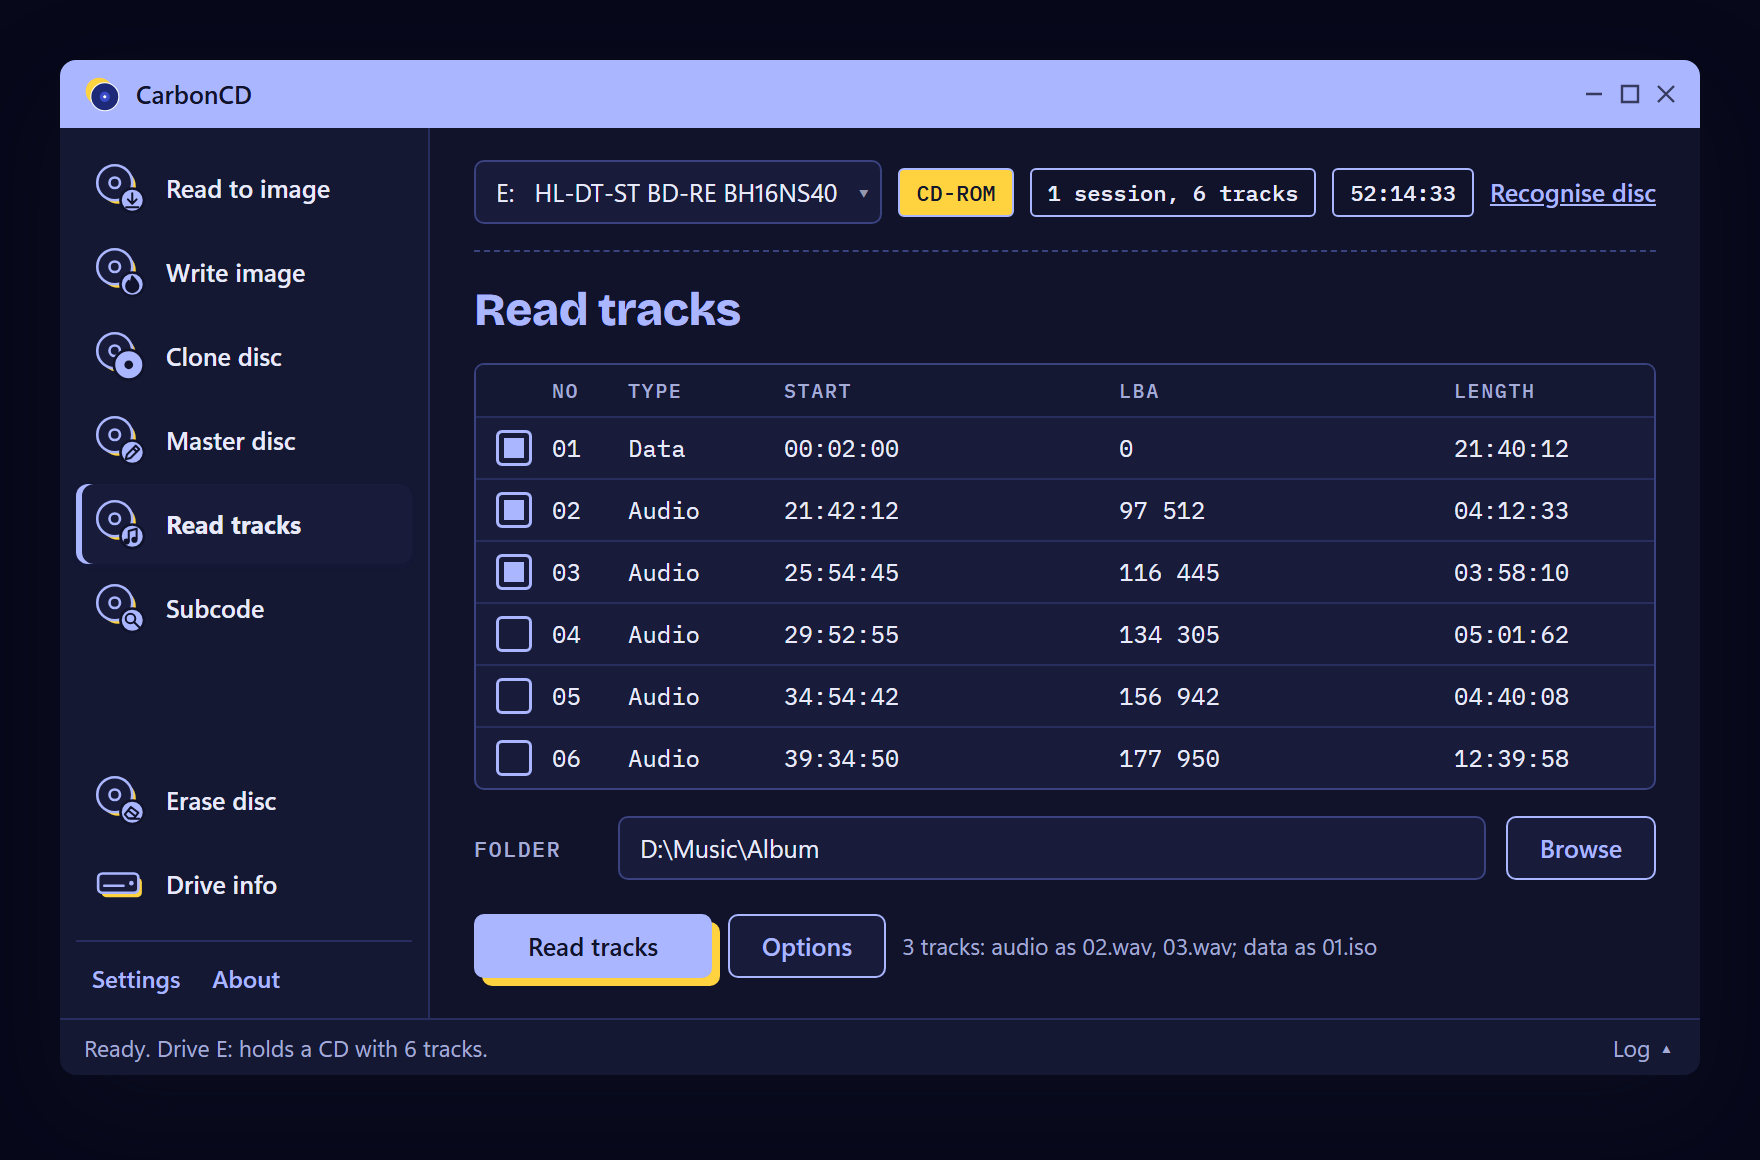 CarbonCD
Read to image
Write image
Clone disc
Master disc
Read tracks
Subcode
Erase disc
Drive info
Settings About
E: HL-DT-ST BD-RE BH16NS40 CD-ROM 1 session, 6 tracks 52:14:33 Recognise disc
Read tracks
NO TYPE START LBA LENGTH
01 Data 00:02:00 0 21:40:12
02 Audio 21:42:12 97 512 04:12:33
03 Audio 25:54:45 116 445 03:58:10
04 Audio 29:52:55 134 305 05:01:62
05 Audio 34:54:42 156 942 04:40:08
06 Audio 39:34:50 177 950 12:39:58
FOLDER D:\Music\Album Browse
Read tracks Options 3 tracks: audio as 02.wav, 03.wav; data as 01.iso
Ready. Drive E: holds a CD with 6 tracks. Log